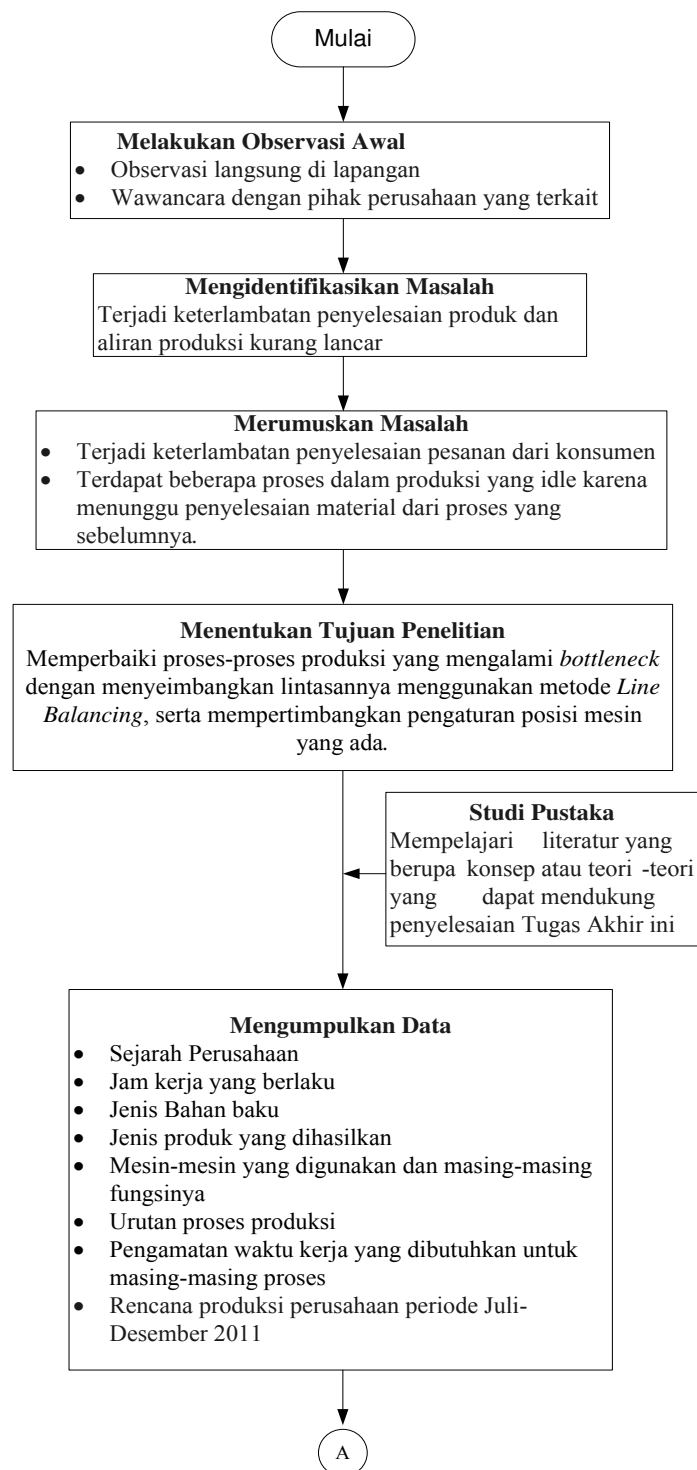 Mulai
Melakukan Observasi Awal
• Observasi langsung di lapangan
• Wawancara dengan pihak perusahaan yang terkait
Mengidentifikasikan Masalah
Terjadi keterlambatan penyelesaian produk dan
aliran produksi kurang lancar
Merumuskan Masalah
• Terjadi keterlambatan penyelesaian pesanan dari konsumen
• Terdapat beberapa proses dalam produksi yang idle karena
menunggu penyelesaian material dari proses yang
sebelumnya.
Menentukan Tujuan Penelitian
Memperbaiki proses-proses produksi yang mengalami bottleneck
dengan menyeimbangkan lintasannya menggunakan metode Line
Balancing, serta mempertimbangkan pengaturan posisi mesin
yang ada.
Studi Pustaka
Mempelajari literatur yang
berupa konsep atau teori -teori
yang dapat mendukung
penyelesaian Tugas Akhir ini
Mengumpulkan Data
• Sejarah Perusahaan
• Jam kerja yang berlaku
• Jenis Bahan baku
• Jenis produk yang dihasilkan
• Mesin-mesin yang digunakan dan masing-masing
fungsinya
• Urutan proses produksi
• Pengamatan waktu kerja yang dibutuhkan untuk
masing-masing proses
• Rencana produksi perusahaan periode Juli-
Desember 2011
A